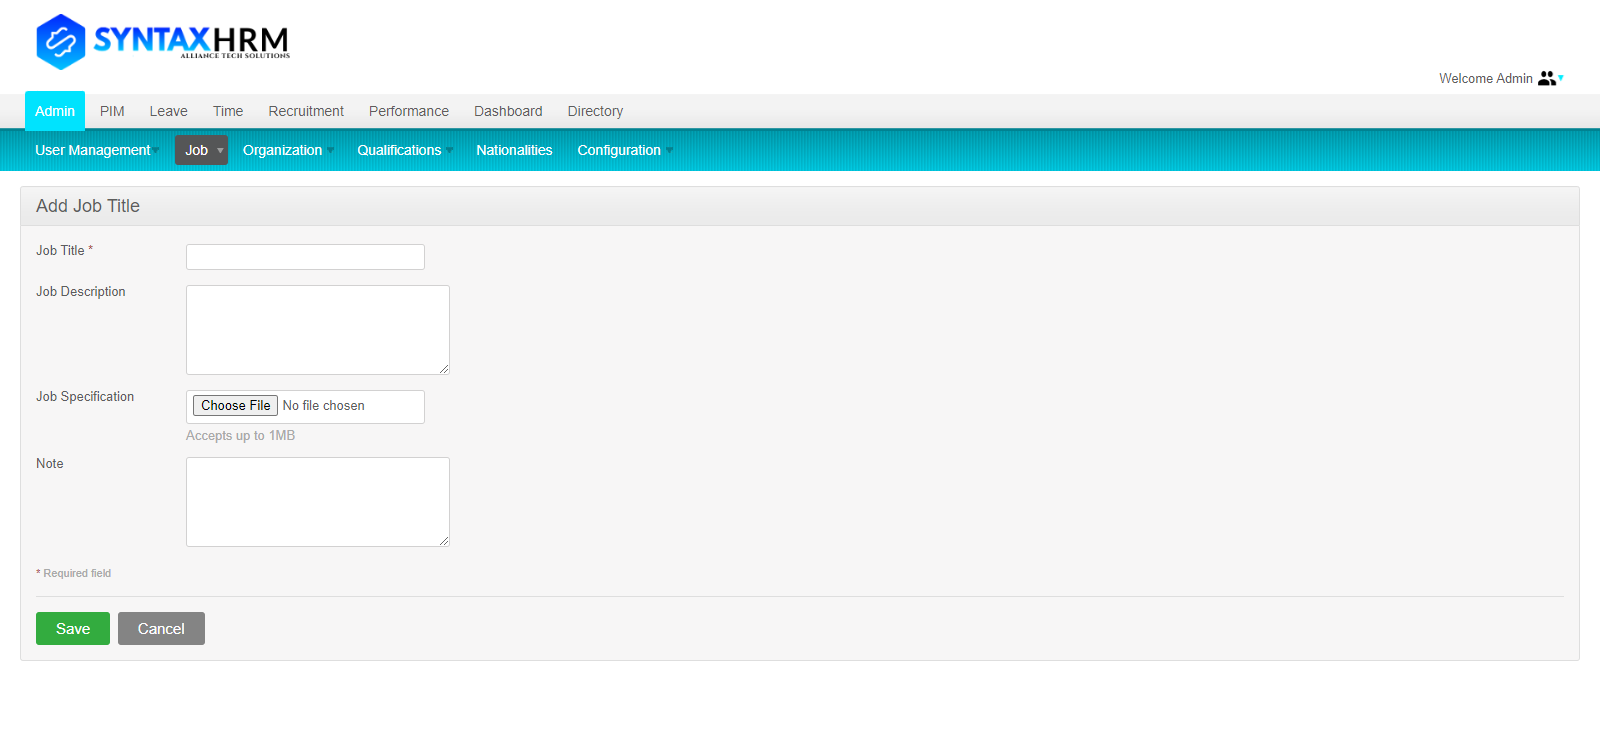 SYNTAXHRM
ALLIANCE TECH SOLUTIONS
Welcome Admin
Admin PIM Leave Time Recruitment Performance Dashboard Directory
User Management Job Organization Qualifications Nationalities Configuration
Add Job Title
Job Title *
Job Description
Job Specification Choose File No file chosen
Accepts up to 1MB
Note
* Required field
Save Cancel